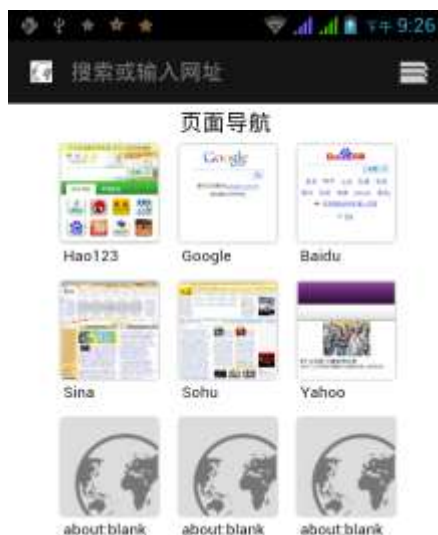 下午 9:26
搜索或输入网址
页面导航
Google
Hao123 Google Baidu
Sina Sohu Yahoo
about:blank about:blank about:blank